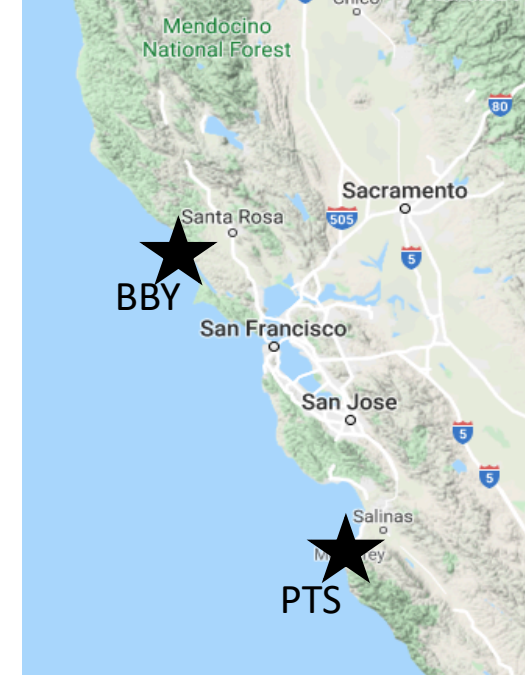 Mendocino
National Forest
80
Sacramento
Santa Rosa
505
5
BBY
San Francisco
San Jose
5
5
Salinas
PTS